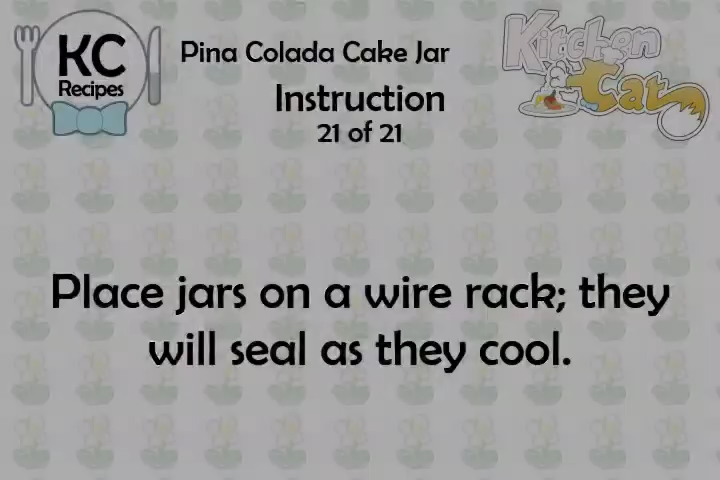 KC
Recipes
Pina Colada Cake Jar
Kitchen
Cat
Instruction
21 of 21
Place jars on a wire rack; they
will seal as they cool.